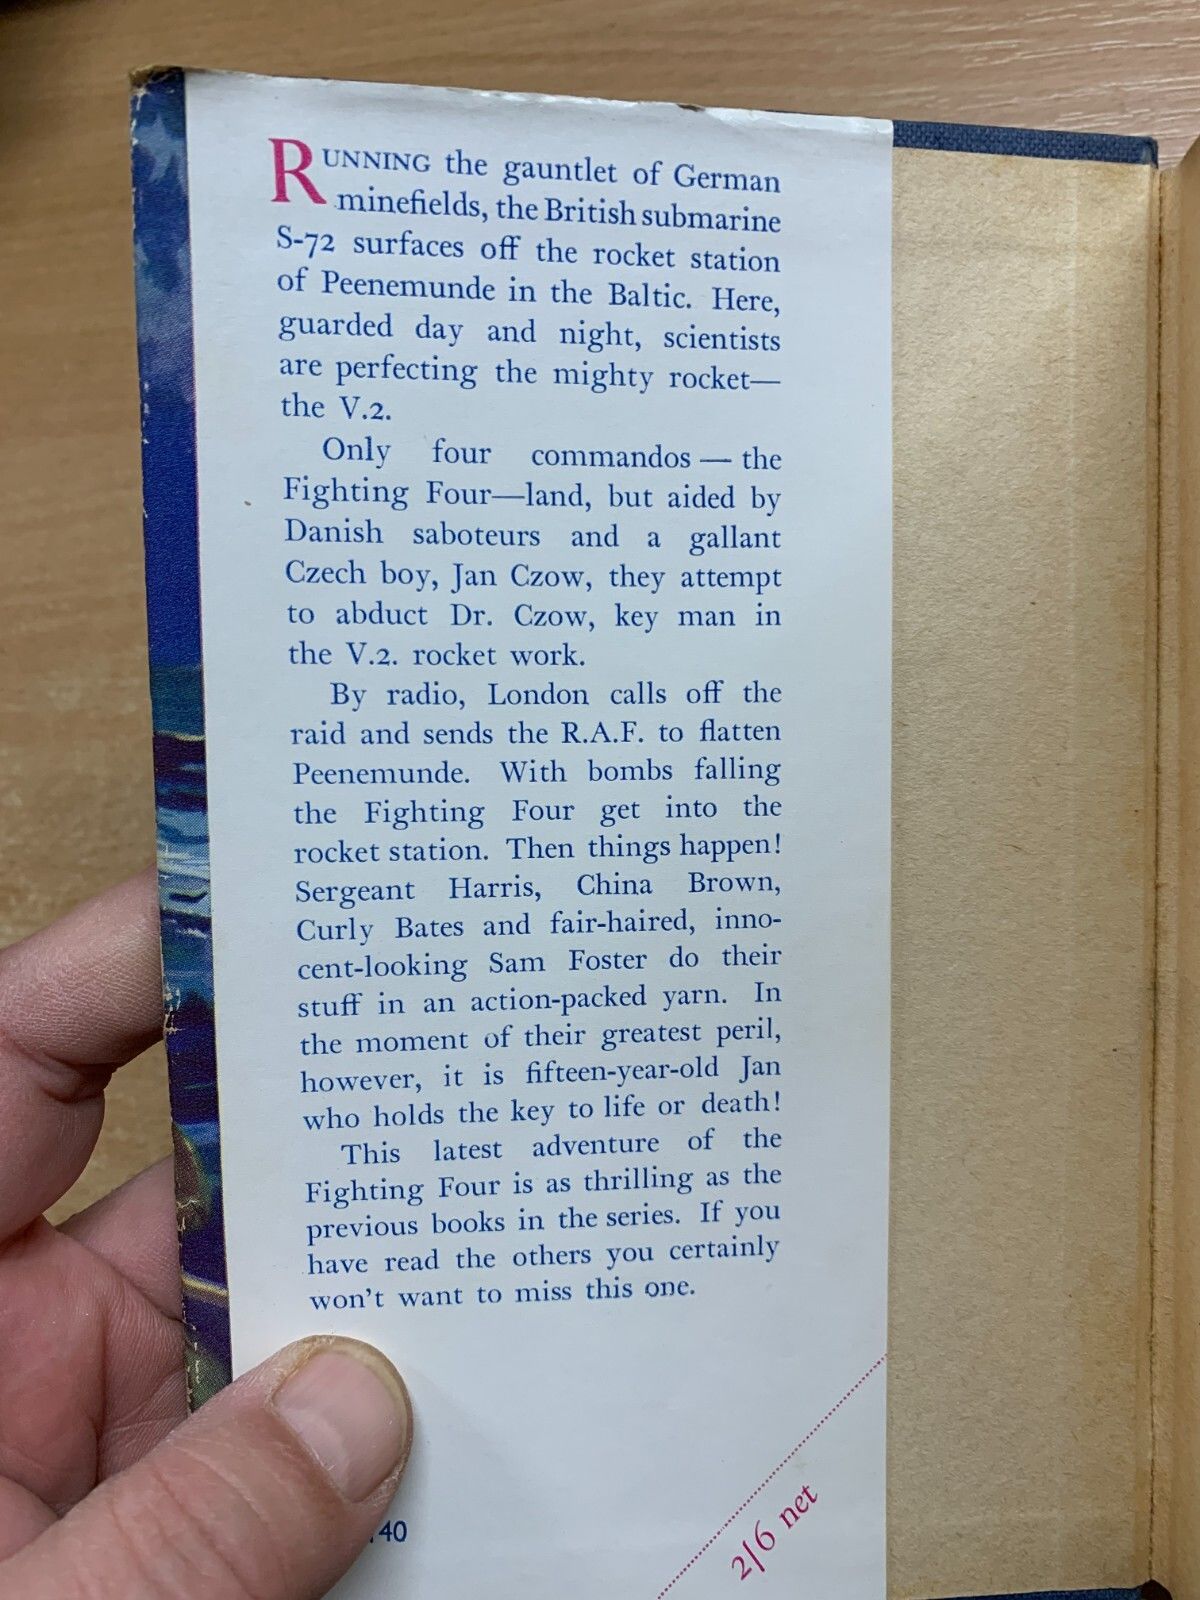 RUNNING the gauntlet of German
minefields, the British submarine
S-72 surfaces off the rocket station
of Peenemunde in the Baltic. Here,
guarded day and night, scientists
are perfecting the mighty rocket—
the V.2.
Only four commandos — the
Fighting Four—land, but aided by
Danish saboteurs and a gallant
Czech boy, Jan Czow, they attempt
to abduct Dr. Czow, key man in
the V.2. rocket work.
By radio, London calls off the
raid and sends the R.A.F. to flatten
Peenemunde. With bombs falling
the Fighting Four get into the
rocket station. Then things happen!
Sergeant Harris, China Brown,
Curly Bates and fair-haired, inno-
cent-looking Sam Foster do their
stuff in an action-packed yarn. In
the moment of their greatest peril,
however, it is fifteen-year-old Jan
who holds the key to life or death!
This latest adventure of the
Fighting Four is as thrilling as the
previous books in the series. If you
have read the others you certainly
won't want to miss this one.
40
2/6 net